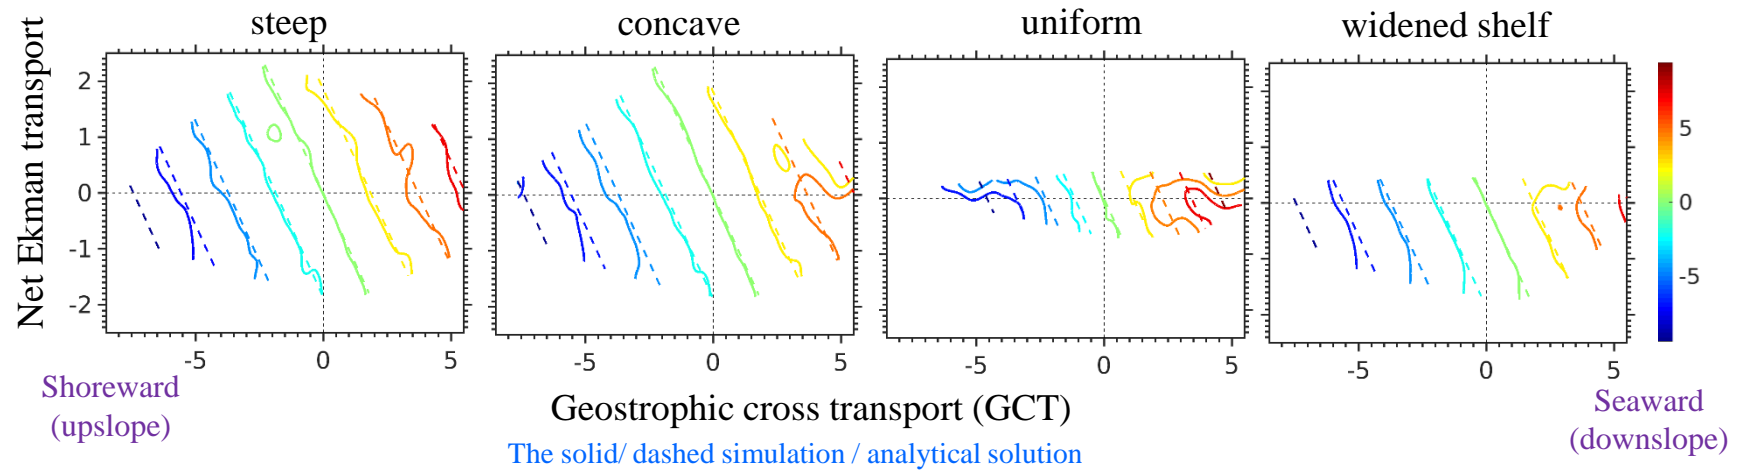 steep concave uniform widened shelf
Net Ekman transport
2
1
0
-1
-2
-5 0 5 -5 0 5 -5 0 5 -5 0 5
5
0
-5
Shoreward
(upslope)
Geostrophic cross transport (GCT)
Seaward
(downslope)
The solid/ dashed simulation / analytical solution